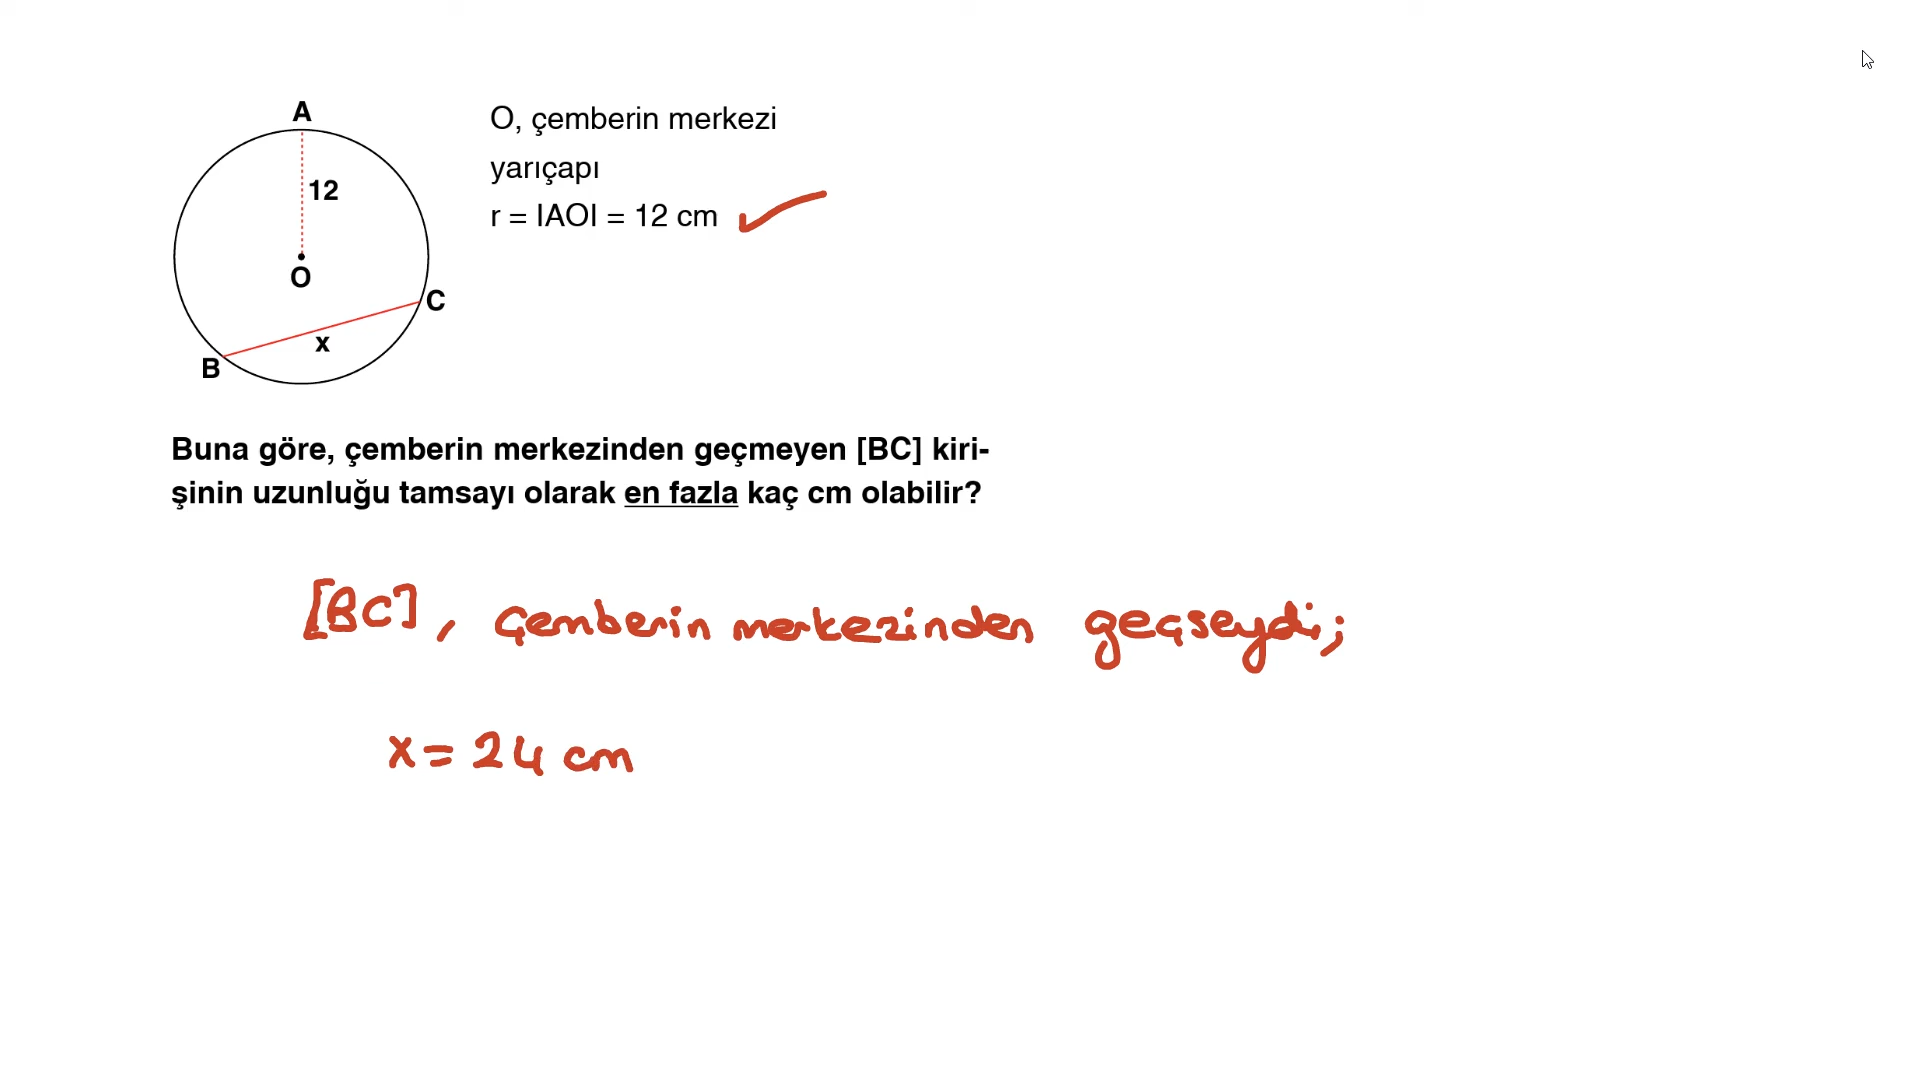 A
12
O
C
x
B
O, çemberin merkezi
yarıçapı
r = IAOI = 12 cm
Buna göre, çemberin merkezinden geçmeyen [BC] kiri-
şinin uzunluğu tamsayı olarak en fazla kaç cm olabilir?
[BC], Çemberin merkezinden geçseydi;
x = 24 cm